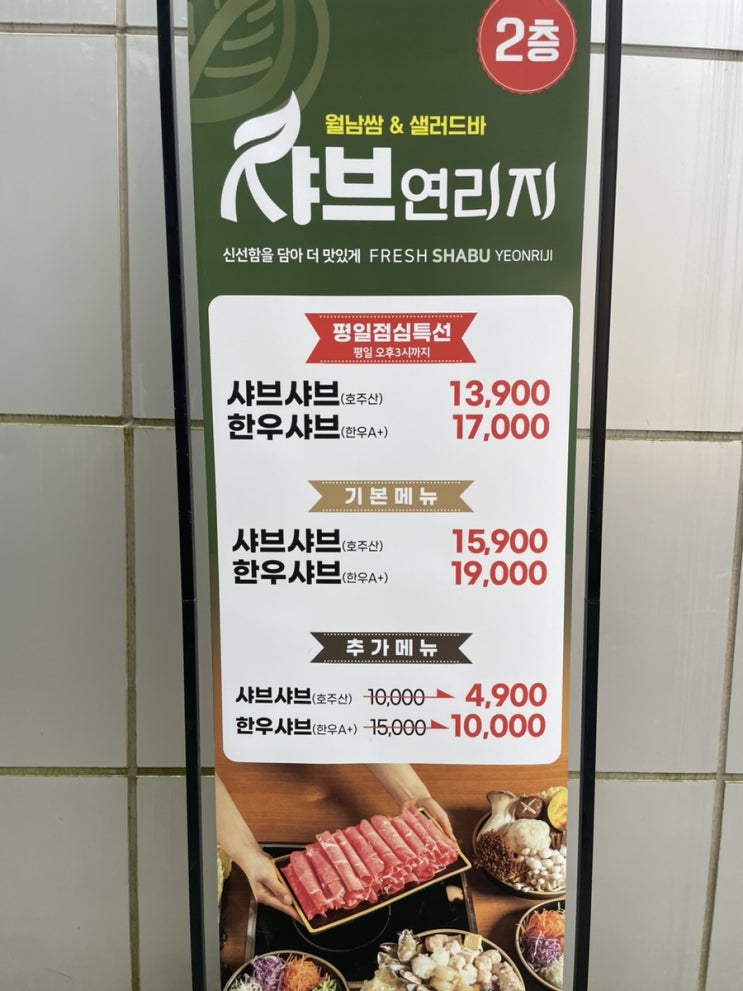 2층
월남쌈 & 샐러드바
샤브연리지
신선함을 담아 더 맛있게 FRESH SHABU YEONRIJI
평일점심특선
평일 오후3시까지
샤브샤브(호주산) 13,900
한우샤브(한우A+) 17,000
기본메뉴
샤브샤브(호주산) 15,900
한우샤브(한우A+) 19,000
추가메뉴
샤브샤브(호주산) 10,000 4,900
한우샤브(한우A+) 15,000 10,000